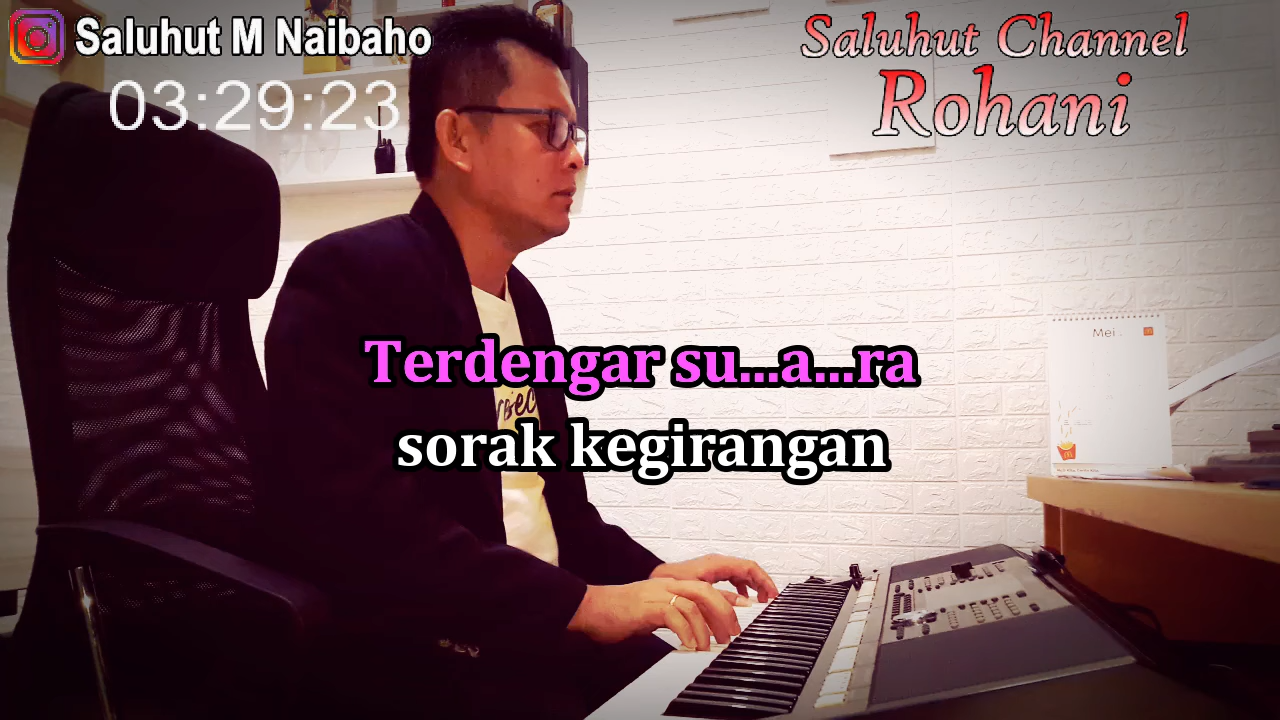 Saluhut M Naibaho
Saluhut Channel
Rohani
03:29:23
Mei
Terdengar su...a...ra
sorak kegirangan